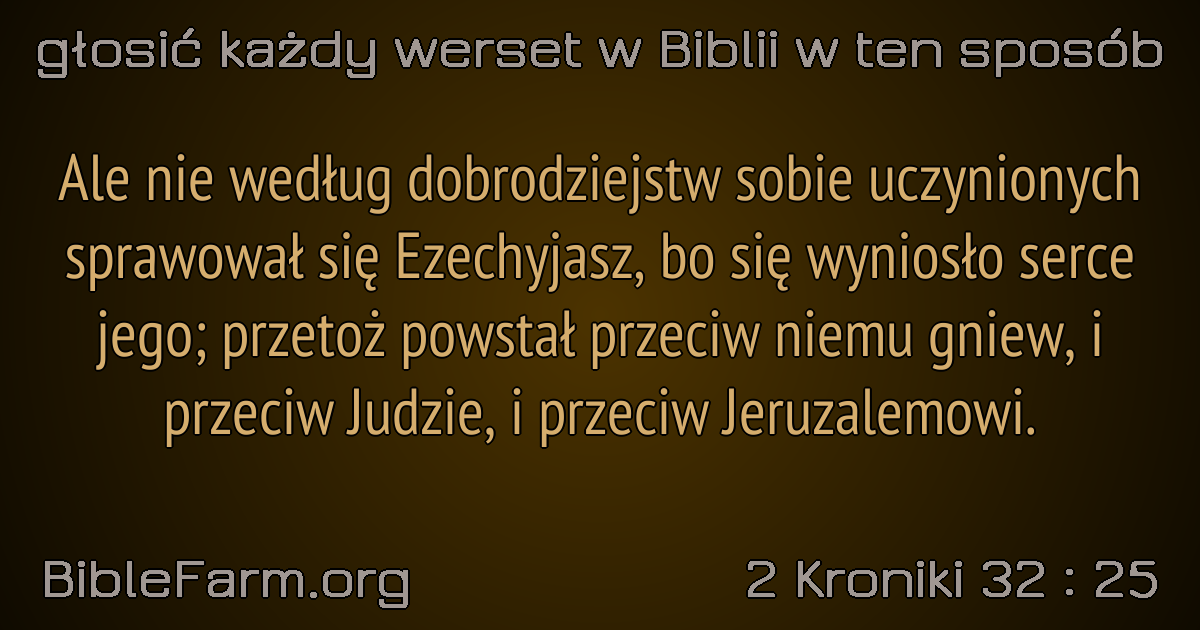 głosić każdy werset w Biblii w ten sposób
Ale nie według dobrodziejstw sobie uczynionych
sprawował się Ezechyjasz, bo się wyniosło serce
jego; przetoż powstał przeciw niemu gniew, i
przeciw Judzie, i przeciw Jeruzalemowi.
BibleFarm.org
2 Kroniki 32 : 25